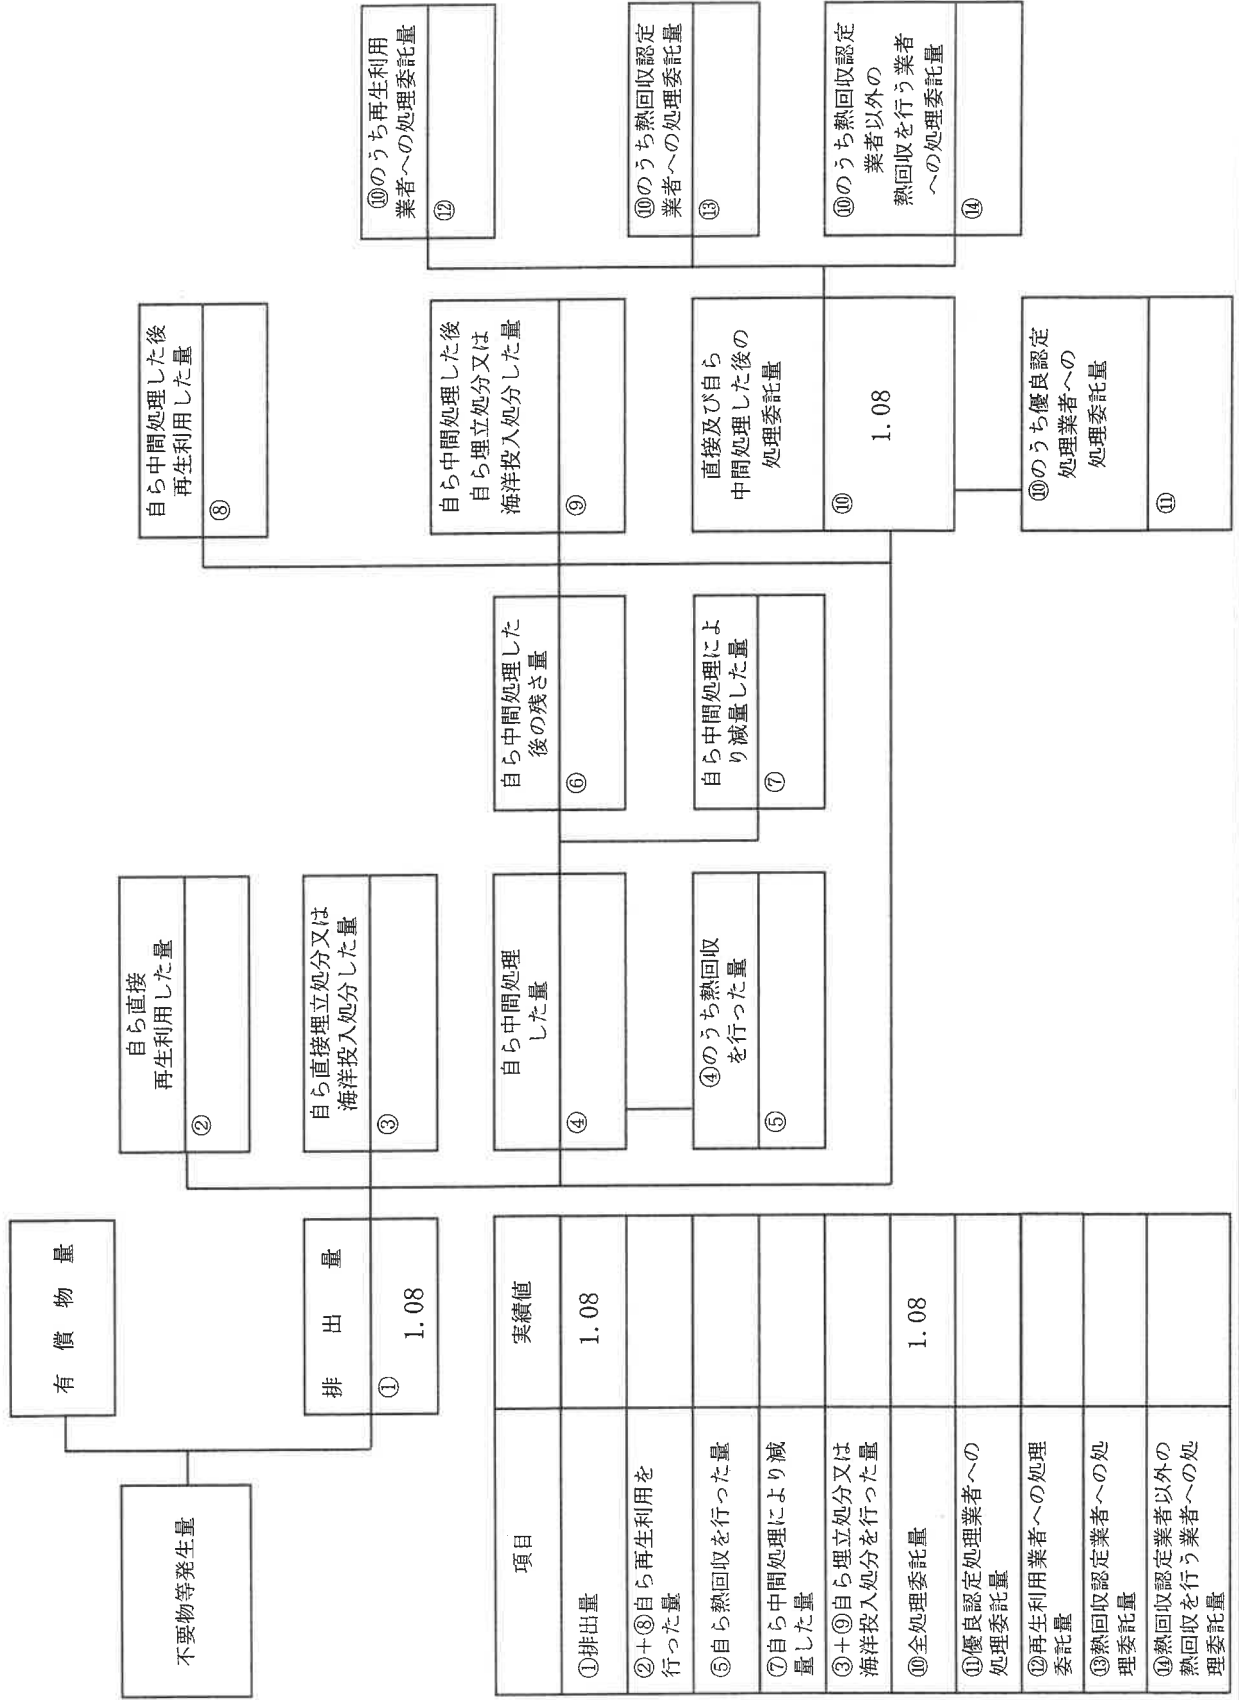 不要物等発生量
有償物量
排出量
①
1.08
自ら直接
再生利用した量
②
自ら直接埋立処分又は
海洋投入処分した量
③
自ら中間処理
した量
④
④のうち熱回収
を行った量
⑤
自ら中間処理した
後の残さ量
⑥
自ら中間処理によ
り減量した量
⑦
自ら中間処理した後
再生利用した量
⑧
自ら中間処理した後
自ら埋立処分又は
海洋投入処分した量
⑨
直接及び自ら
中間処理した後の
処理委託量
⑩
1.08
⑩のうち優良認定
処理業者への
処理委託量
⑪
⑩のうち再生利用
業者への処理委託量
⑫
⑩のうち熱回収認定
業者への処理委託量
⑬
⑩のうち熱回収認定
業者以外の
熱回収を行う業者
への処理委託量
⑭
項目 実績値
①排出量 1.08
②+⑧自ら再生利用を
行った量
⑤自ら熱回収を行った量
⑦自ら中間処理により減
量した量
③+⑨自ら埋立処分又は
海洋投入処分を行った量
⑩全処理委託量 1.08
⑪優良認定処理業者への
処理委託量
⑫再生利用業者への処理
委託量
⑬熱回収認定業者への処
理委託量
⑭熱回収認定業者以外の
熱回収を行う業者への処
理委託量